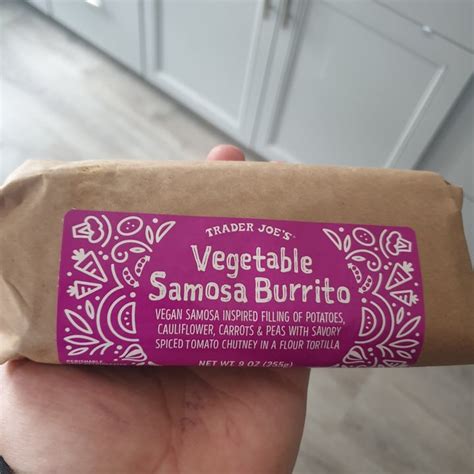 TRADER JOE'S
Vegetable
Samosa Burrito
VEGAN SAMOSA INSPIRED FILLING OF POTATOES,
CAULIFLOWER, CARROTS & PEAS WITH SAVORY
SPICED TOMATO CHUTNEY IN A FLOUR TORTILLA
NET WT. 9 OZ (255g)